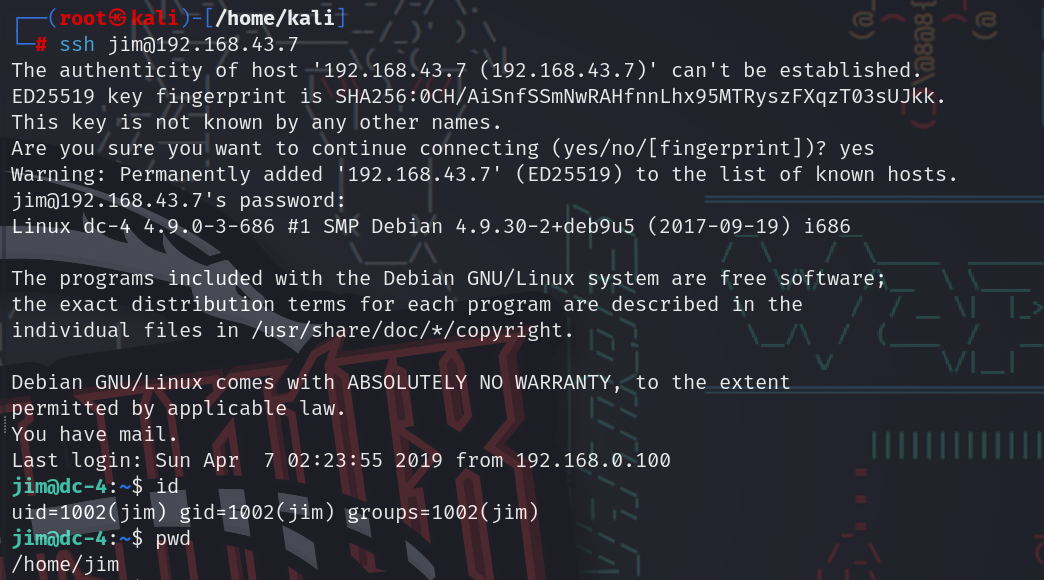 ┌──(root㉿kali)-[/home/kali]
└─# ssh jim@192.168.43.7
The authenticity of host '192.168.43.7 (192.168.43.7)' can't be established.
ED25519 key fingerprint is SHA256:0CH/AiSnfSSmNwRAHfnnLhx95MTRyszFXqzT03sUJkk.
This key is not known by any other names.
Are you sure you want to continue connecting (yes/no/[fingerprint])? yes
Warning: Permanently added '192.168.43.7' (ED25519) to the list of known hosts.
jim@192.168.43.7's password:
Linux dc-4 4.9.0-3-686 #1 SMP Debian 4.9.30-2+deb9u5 (2017-09-19) i686
The programs included with the Debian GNU/Linux system are free software;
the exact distribution terms for each program are described in the
individual files in /usr/share/doc/*/copyright.
Debian GNU/Linux comes with ABSOLUTELY NO WARRANTY, to the extent
permitted by applicable law.
You have mail.
Last login: Sun Apr  7 02:23:55 2019 from 192.168.0.100
jim@dc-4:~$ id
uid=1002(jim) gid=1002(jim) groups=1002(jim)
jim@dc-4:~$ pwd
/home/jim